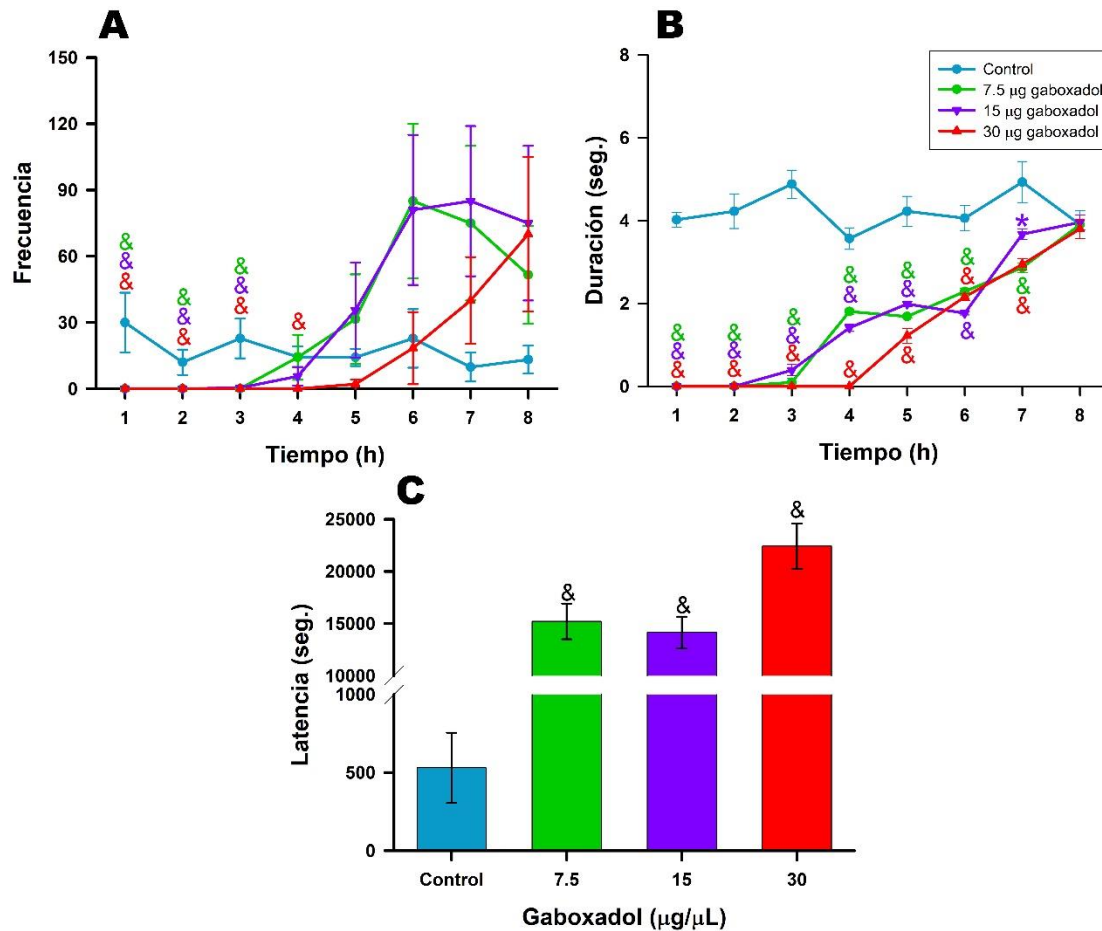 A
150
120
90
60
30
0
Frecuencia
& & & &
& & &
& & &
1 2 3 4 5 6 7 8
Tiempo (h)
B
8
6
4
2
0
Duración (seg.)
Control
7.5 µg gaboxadol
15 µg gaboxadol
30 µg gaboxadol
*
& & & & & & &
& & & & & & &
& & & & & &
1 2 3 4 5 6 7 8
Tiempo (h)
C
25000
20000
15000
10000
1000
500
0
Latencia (seg.)
& & &
Control 7.5 15 30
Gaboxadol (µg/µL)